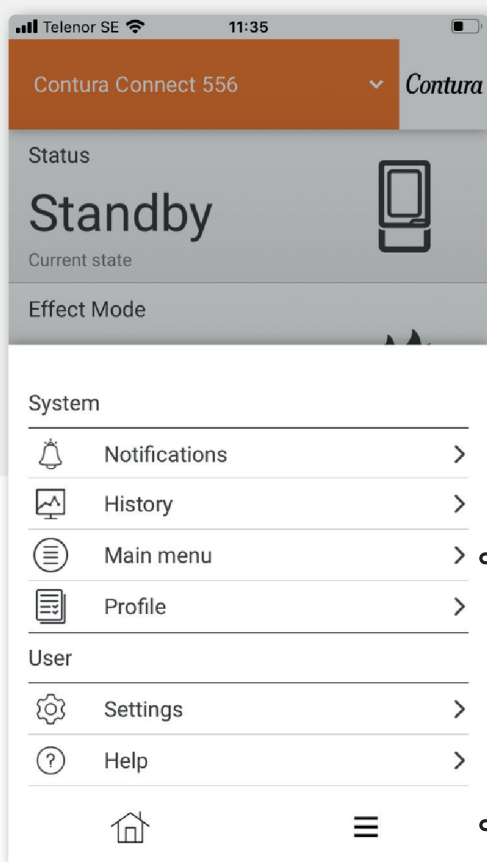 Telenor SE 11:35
Contura Connect 556 Contura
Status
Standby
Current state
Effect Mode
System
Notifications
History
Main menu
Profile
User
Settings
Help